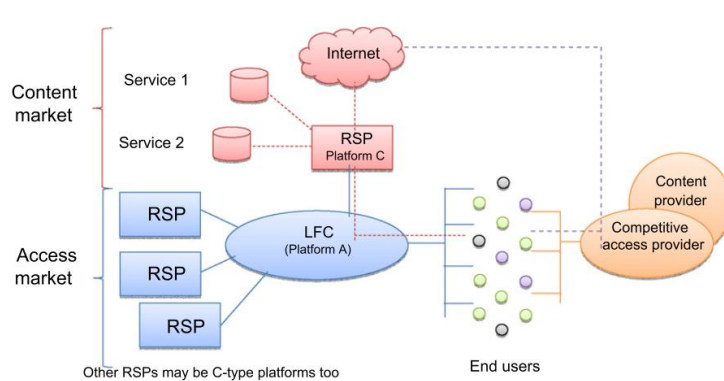 Internet
Service 1
Content
market
Service 2
RSP
Platform C
Content
provider
RSP
LFC
(Platform A)
Competitive
access provider
Access
market
RSP
RSP
End users
Other RSPs may be C-type platforms too